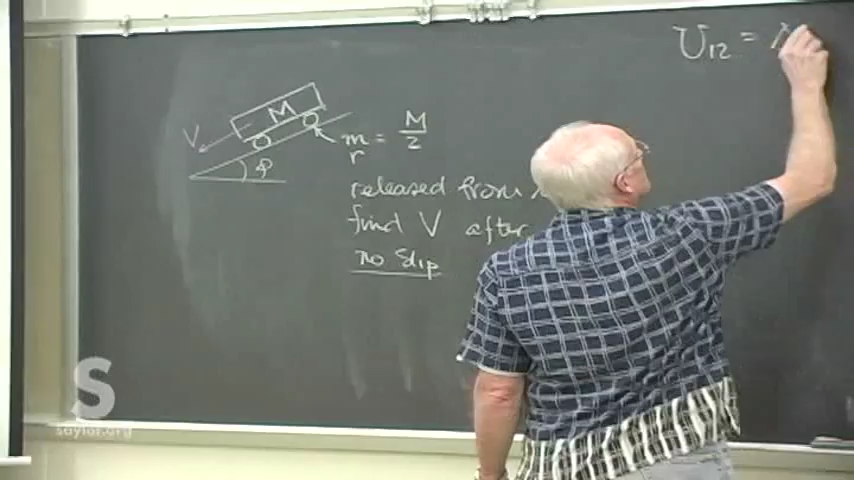 U12 =
M
V
φ
m = M/2
r
released from
find V after
no slip
S
saylor.org